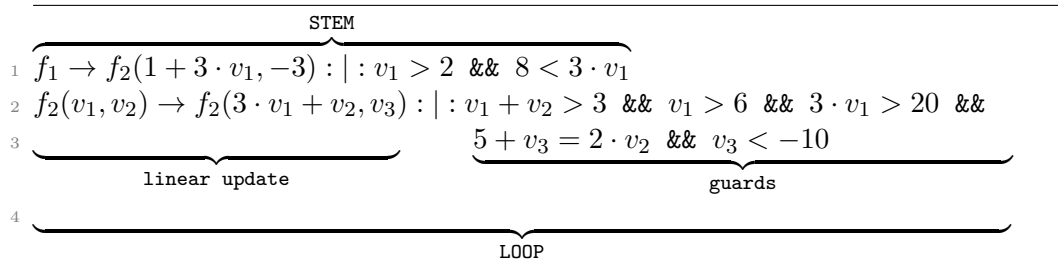 STEM
1 f₁ → f₂(1 + 3 · v₁, −3) : | : v₁ > 2 && 8 < 3 · v₁
2 f₂(v₁, v₂) → f₂(3 · v₁ + v₂, v₃) : | : v₁ + v₂ > 3 && v₁ > 6 && 3 · v₁ > 20 &&
3 5 + v₃ = 2 · v₂ && v₃ < −10
linear update guards
4
LOOP